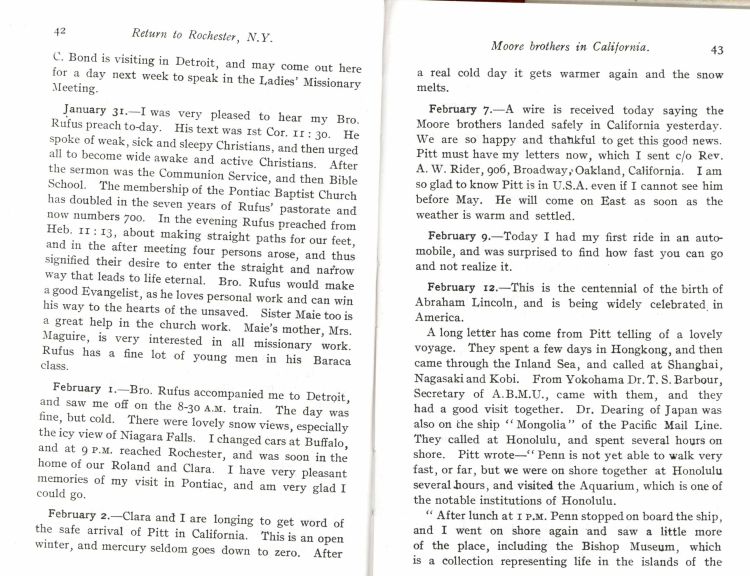 42 Return to Rochester, N.Y.
C. Bond is visiting in Detroit, and may come out here
for a day next week to speak in the Ladies' Missionary
Meeting.
January 31.—I was very pleased to hear my Bro.
Rufus preach to-day. His text was 1st Cor. 11 : 30. He
spoke of weak, sick and sleepy Christians, and then urged
all to become wide awake and active Christians. After
the sermon was the Communion Service, and then Bible
School. The membership of the Pontiac Baptist Church
has doubled in the seven years of Rufus' pastorate and
now numbers 700. In the evening Rufus preached from
Heb. 11 : 13, about making straight paths for our feet,
and in the after meeting four persons arose, and thus
signified their desire to enter the straight and narrow
way that leads to life eternal. Bro. Rufus would make
a good Evangelist, as he loves personal work and can win
his way to the hearts of the unsaved. Sister Maie too is
a great help in the church work. Maie's mother, Mrs.
Maguire, is very interested in all missionary work.
Rufus has a fine lot of young men in his Baraca
class.
February 1.—Bro. Rufus accompanied me to Detroit,
and saw me off on the 8-30 A.M. train. The day was
fine, but cold. There were lovely snow views, especially
the icy view of Niagara Falls. I changed cars at Buffalo,
and at 9 P.M. reached Rochester, and was soon in the
home of our Roland and Clara. I have very pleasant
memories of my visit in Pontiac, and am very glad I
could go.
February 2.—Clara and I are longing to get word of
the safe arrival of Pitt in California. This is an open
winter, and mercury seldom goes down to zero. After
Moore brothers in California. 43
a real cold day it gets warmer again and the snow
melts.
February 7.—A wire is received today saying the
Moore brothers landed safely in California yesterday.
We are so happy and thankful to get this good news.
Pitt must have my letters now, which I sent c/o Rev.
A. W. Rider, 906, Broadway, Oakland, California. I am
so glad to know Pitt is in U.S.A. even if I cannot see him
before May. He will come on East as soon as the
weather is warm and settled.
February 9.—Today I had my first ride in an auto-
mobile, and was surprised to find how fast you can go
and not realize it.
February 12.—This is the centennial of the birth of
Abraham Lincoln, and is being widely celebrated in
America.
A long letter has come from Pitt telling of a lovely
voyage. They spent a few days in Hongkong, and then
came through the Inland Sea, and called at Shanghai,
Nagasaki and Kobi. From Yokohama Dr. T. S. Barbour,
Secretary of A.B.M.U., came with them, and they
had a good visit together. Dr. Dearing of Japan was
also on the ship "Mongolia" of the Pacific Mail Line.
They called at Honolulu, and spent several hours on
shore. Pitt wrote—"Penn is not yet able to walk very
fast, or far, but we were on shore together at Honolulu
several hours, and visited the Aquarium, which is one of
the notable institutions of Honolulu.
"After lunch at 1 P.M. Penn stopped on board the ship,
and I went on shore again and saw a little more
of the place, including the Bishop Museum, which
is a collection representing life in the islands of the